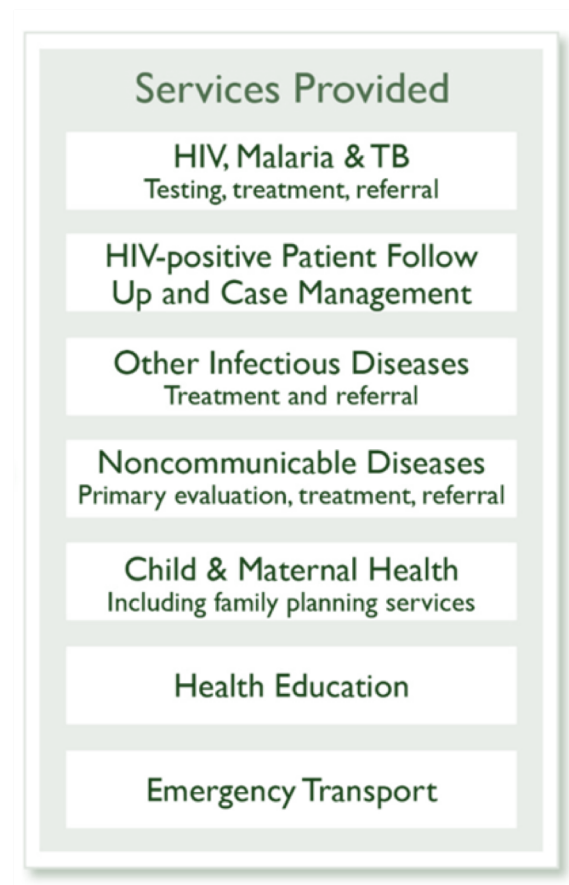 Services Provided
HIV, Malaria & TB
Testing, treatment, referral
HIV-positive Patient Follow
Up and Case Management
Other Infectious Diseases
Treatment and referral
Noncommunicable Diseases
Primary evaluation, treatment, referral
Child & Maternal Health
Including family planning services
Health Education
Emergency Transport